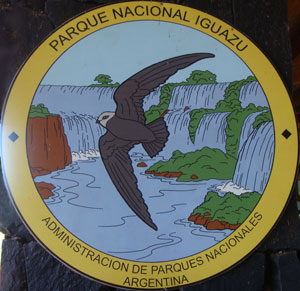 PARQUE NACIONAL IGUAZU
ADMINISTRACION DE PARQUES NACIONALES
ARGENTINA